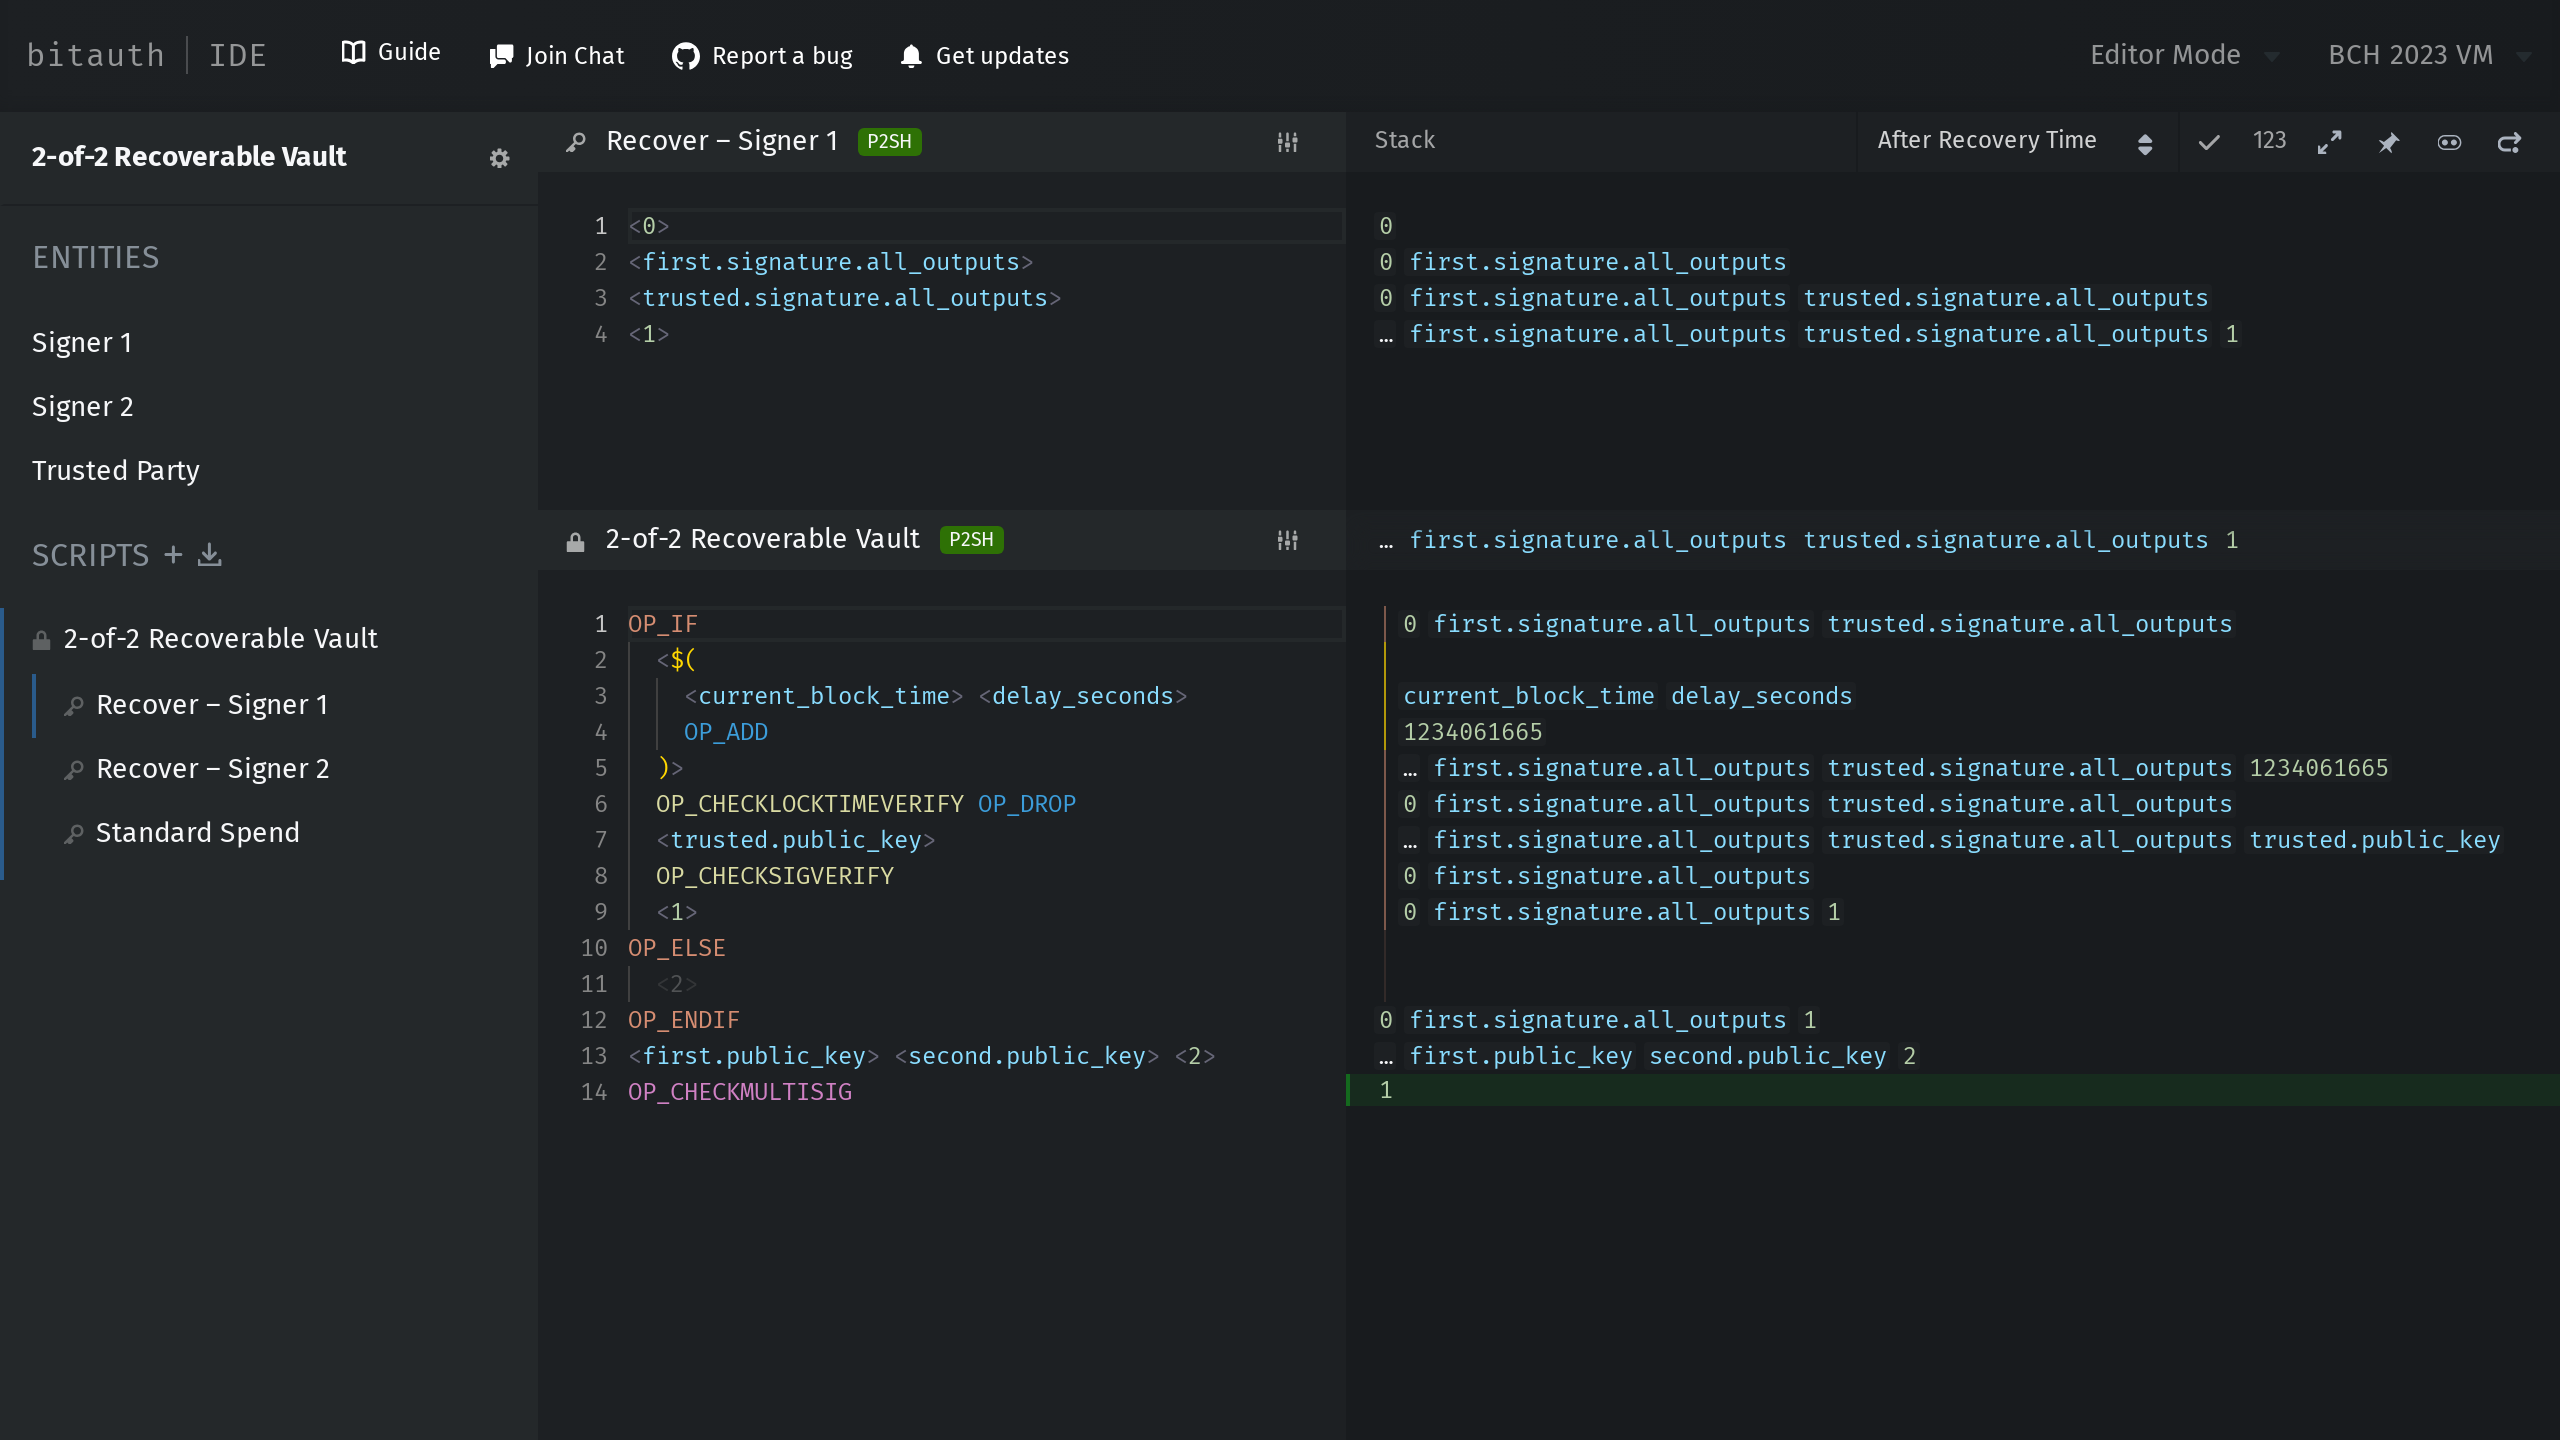 bitauth | IDE
Guide
Join Chat
Report a bug
Get updates
Editor Mode
BCH 2023 VM
2-of-2 Recoverable Vault
ENTITIES
Signer 1
Signer 2
Trusted Party
SCRIPTS
2-of-2 Recoverable Vault
Recover – Signer 1
Recover – Signer 2
Standard Spend
Recover – Signer 1 P2SH
1 <0>
2 <first.signature.all_outputs>
3 <trusted.signature.all_outputs>
4 <1>
Stack
After Recovery Time
123
0
0 first.signature.all_outputs
0 first.signature.all_outputs trusted.signature.all_outputs
… first.signature.all_outputs trusted.signature.all_outputs 1
2-of-2 Recoverable Vault P2SH
1 OP_IF
2 <$(
3 <current_block_time> <delay_seconds>
4 OP_ADD
5 )>
6 OP_CHECKLOCKTIMEVERIFY OP_DROP
7 <trusted.public_key>
8 OP_CHECKSIGVERIFY
9 <1>
10 OP_ELSE
11 <2>
12 OP_ENDIF
13 <first.public_key> <second.public_key> <2>
14 OP_CHECKMULTISIG
… first.signature.all_outputs trusted.signature.all_outputs 1
0 first.signature.all_outputs trusted.signature.all_outputs
current_block_time delay_seconds
1234061665
… first.signature.all_outputs trusted.signature.all_outputs 1234061665
0 first.signature.all_outputs trusted.signature.all_outputs
… first.signature.all_outputs trusted.signature.all_outputs trusted.public_key
0 first.signature.all_outputs
0 first.signature.all_outputs 1
0 first.signature.all_outputs 1
… first.public_key second.public_key 2
1